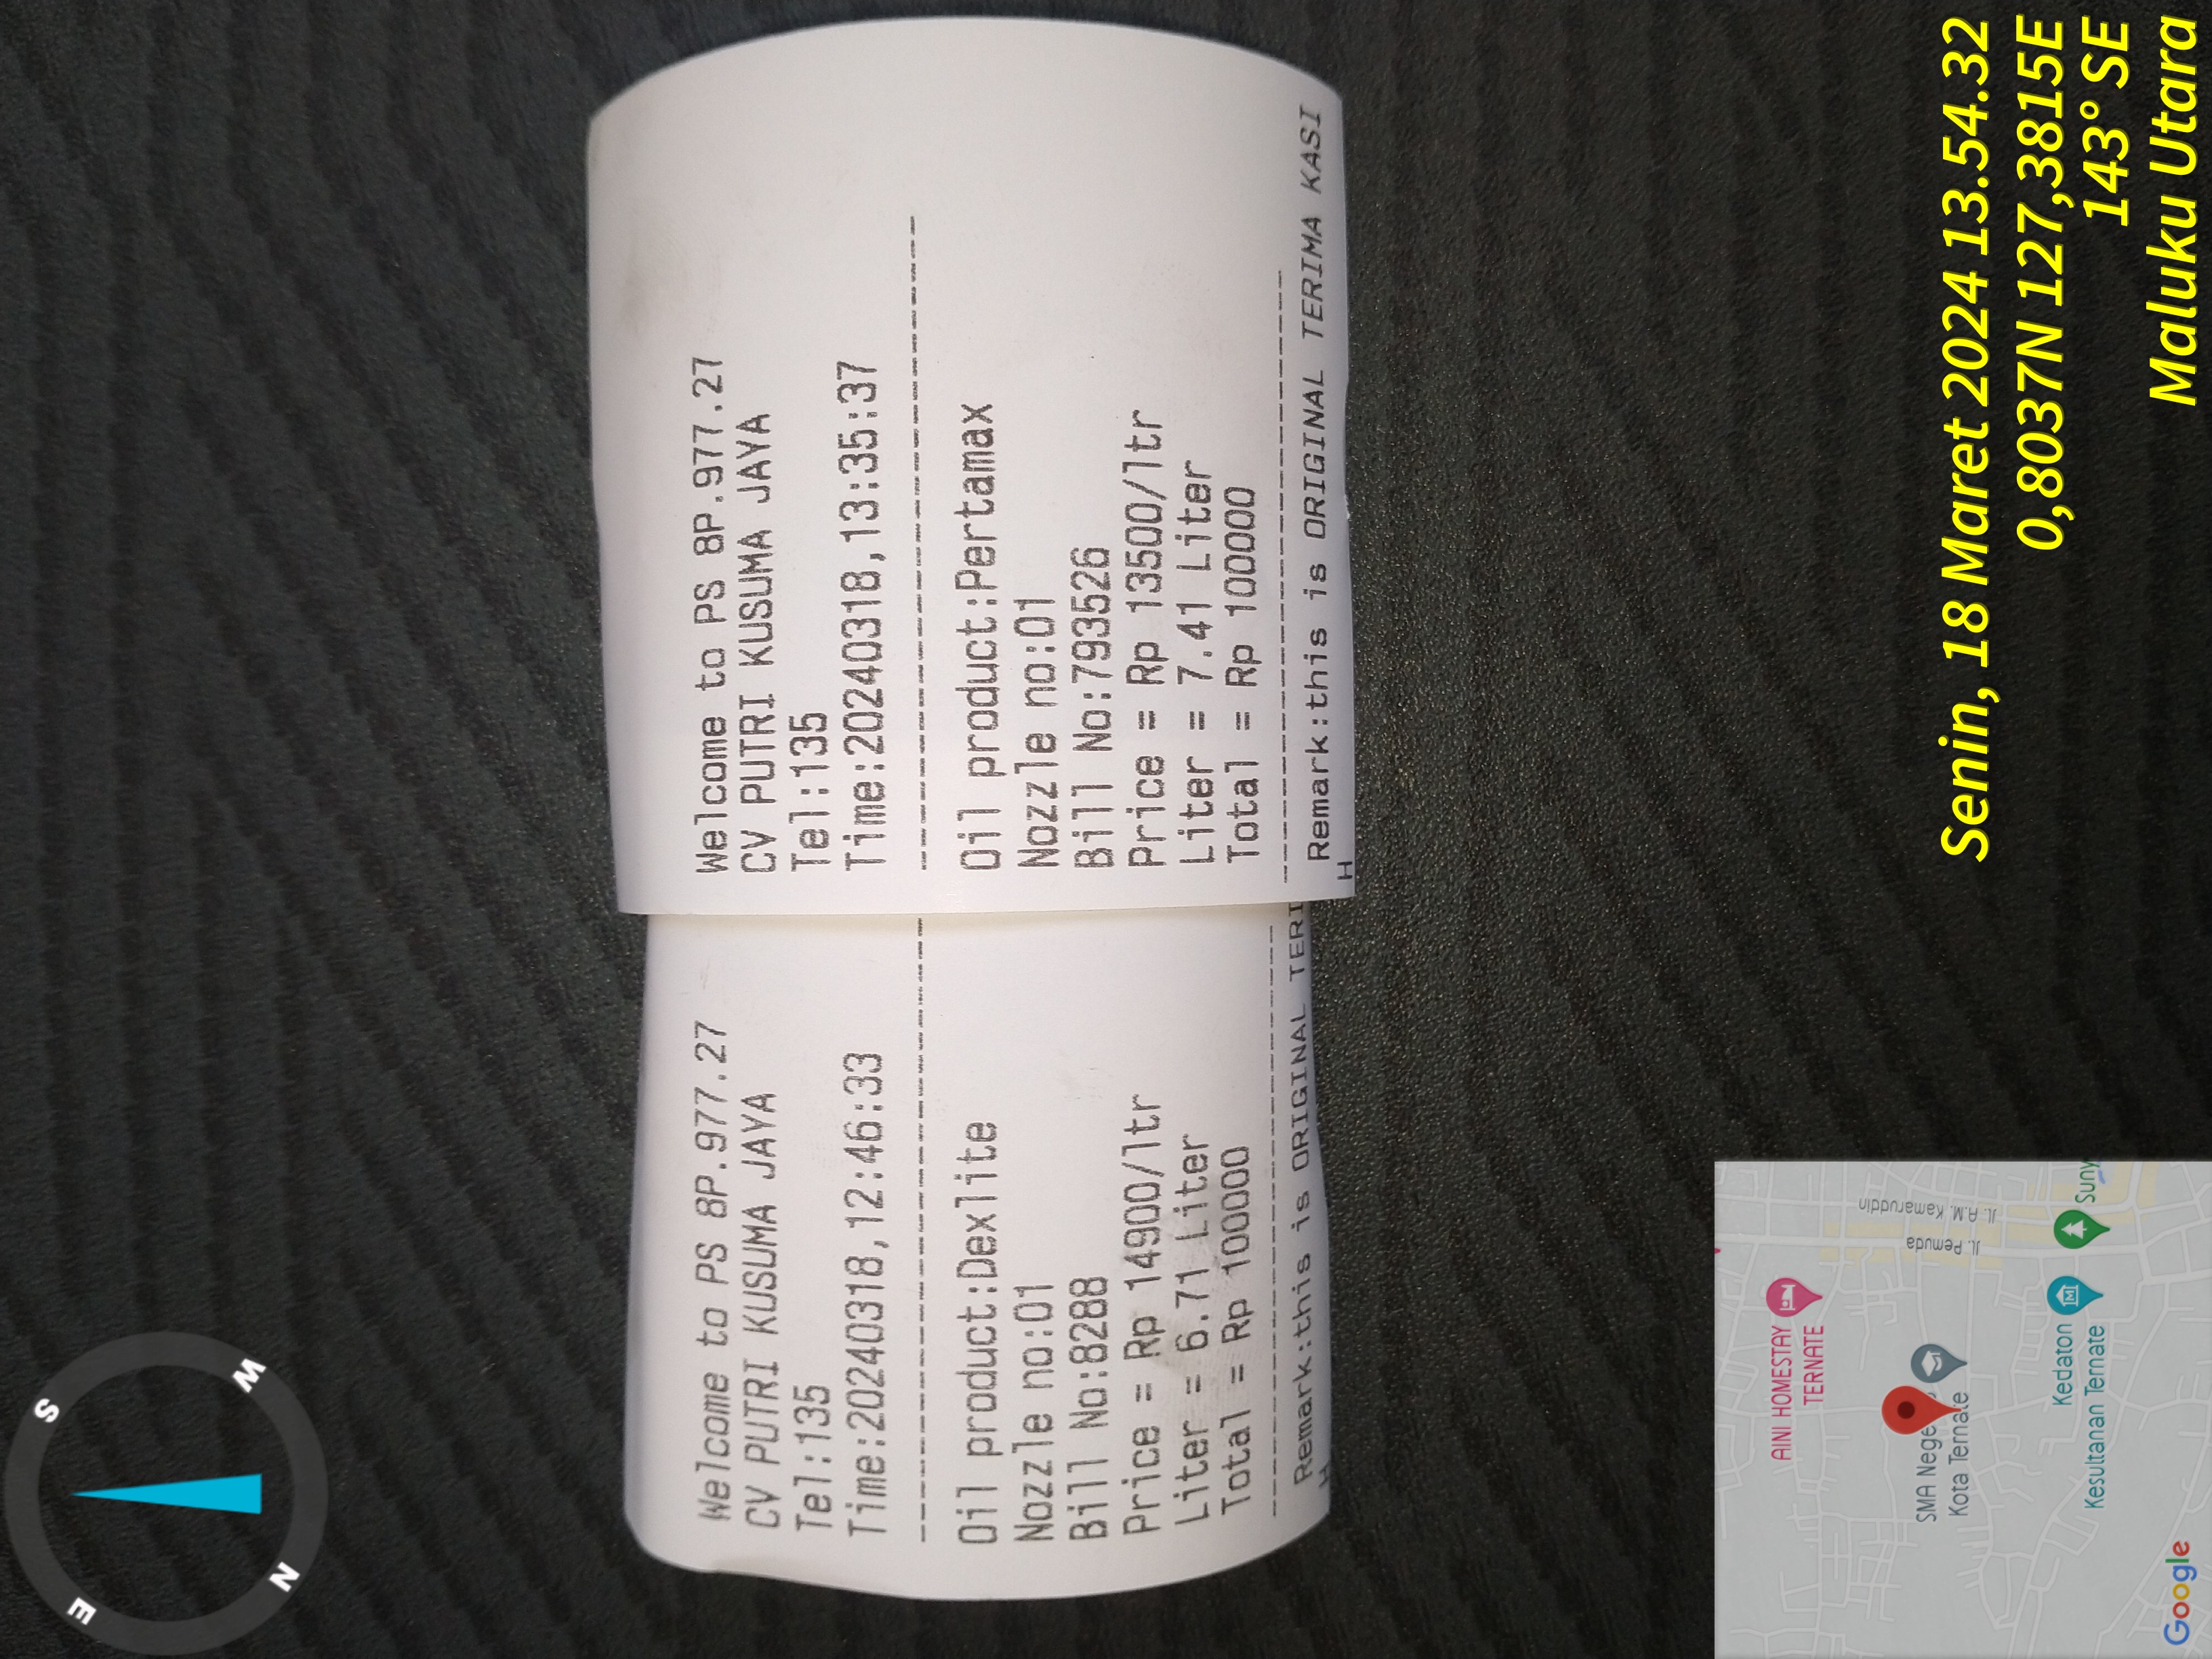 Welcome to PS 8P.977.27
CV PUTRI KUSUMA JAYA
Tel:135
Time:20240318,12:46:33
Oil product:Dexlite
Nozzle no:01
Bill No:8288
Price = Rp 14900/ltr
Liter = 6.71 Liter
Total = Rp 100000
Remark:this is ORIGINAL TERI
H
Welcome to PS 8P.977.27
CV PUTRI KUSUMA JAYA
Tel:135
Time:20240318,13:35:37
Oil product:Pertamax
Nozzle no:01
Bill No:793526
Price = Rp 13500/ltr
Liter = 7.41 Liter
Total = Rp 100000
Remark:this is ORIGINAL TERIMA KASI
H
Senin, 18 Maret 2024 13.54.32
0,8037N 127,3815E
143° SE
Maluku Utara
S
W
N
E
AINI HOMESTAY
TERNATE
SMA Nege
Kota Ternate
Kedaton
Kesultanan Ternate
Suny
Jl. Pemuda
Jl. A.M. Kamaruddin
Google